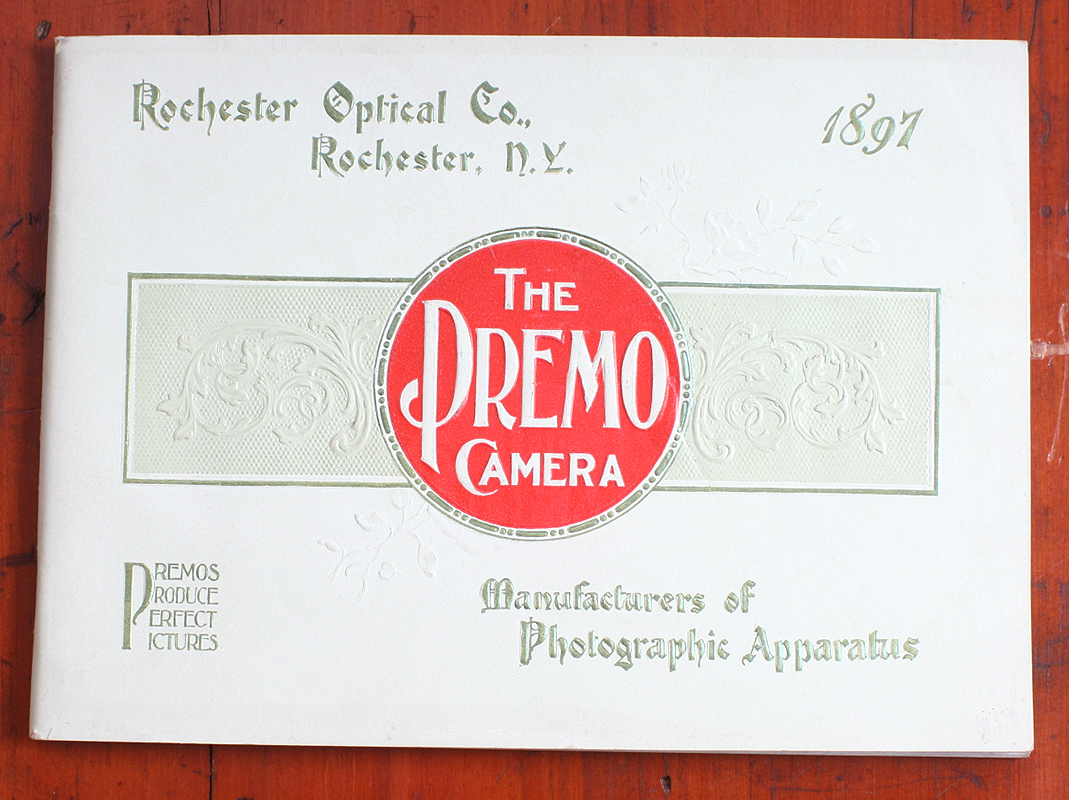 Rochester Optical Co.,
Rochester, N.Y.
1897
THE
PREMO
CAMERA
PREMOS
PRODUCE
PERFECT
PICTURES
Manufacturers of
Photographic Apparatus